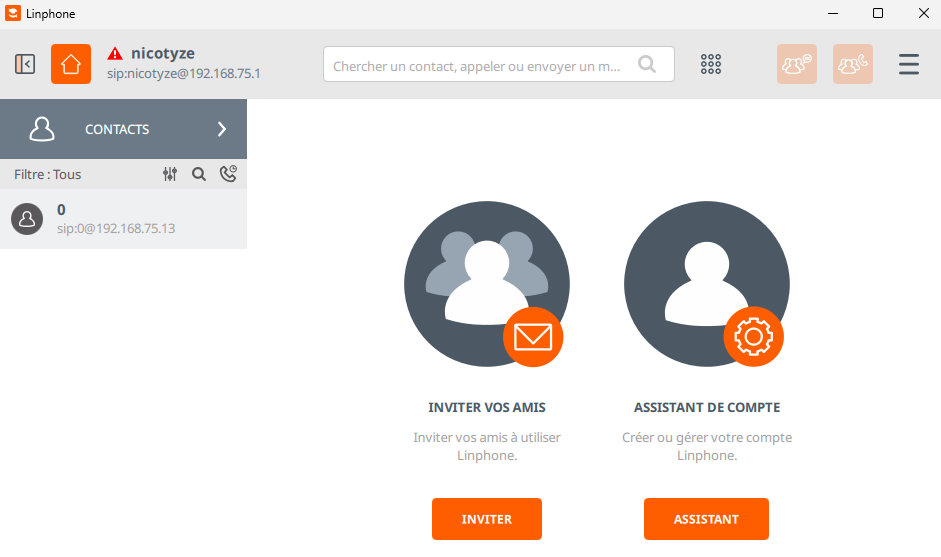 Linphone
nicotyze
sip:nicotyze@192.168.75.1
Chercher un contact, appeler ou envoyer un m...
CONTACTS
Filtre : Tous
0
sip:0@192.168.75.13
INVITER VOS AMIS
Inviter vos amis à utiliser
Linphone.
INVITER
ASSISTANT DE COMPTE
Créer ou gérer votre compte
Linphone.
ASSISTANT